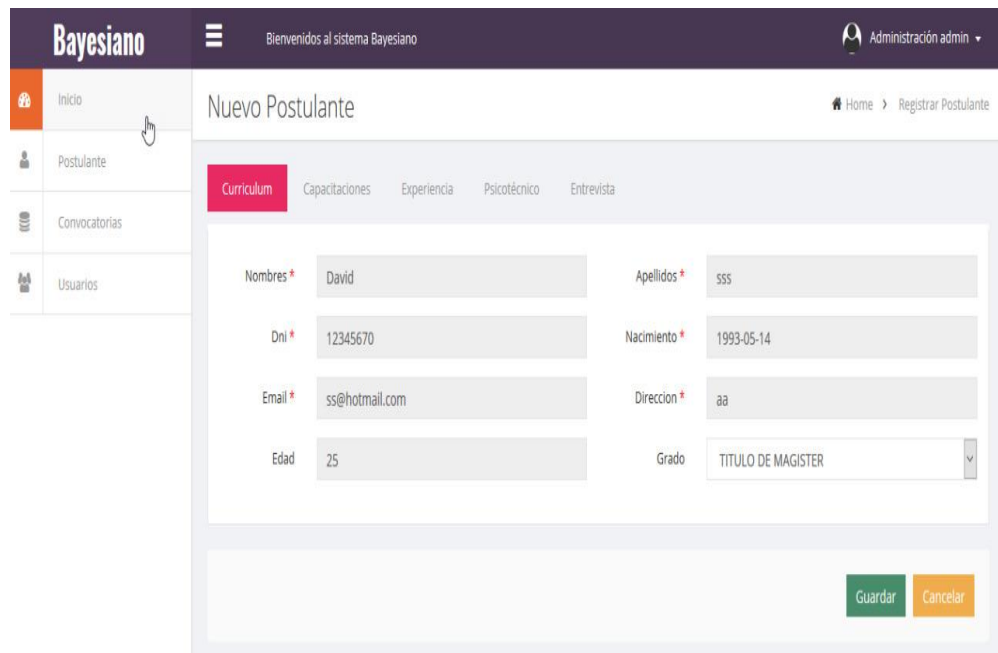 Bayesiano
Bienvenidos al sistema Bayesiano
Administración admin
Inicio
Postulante
Convocatorias
Usuarios
Nuevo Postulante
Home > Registrar Postulante
Curriculum Capacitaciones Experiencia Psicotécnico Entrevista
Nombres * David Apellidos * sss
Dni * 12345670 Nacimiento * 1993-05-14
Email * ss@hotmail.com Direccion * aa
Edad 25 Grado TITULO DE MAGISTER
Guardar Cancelar